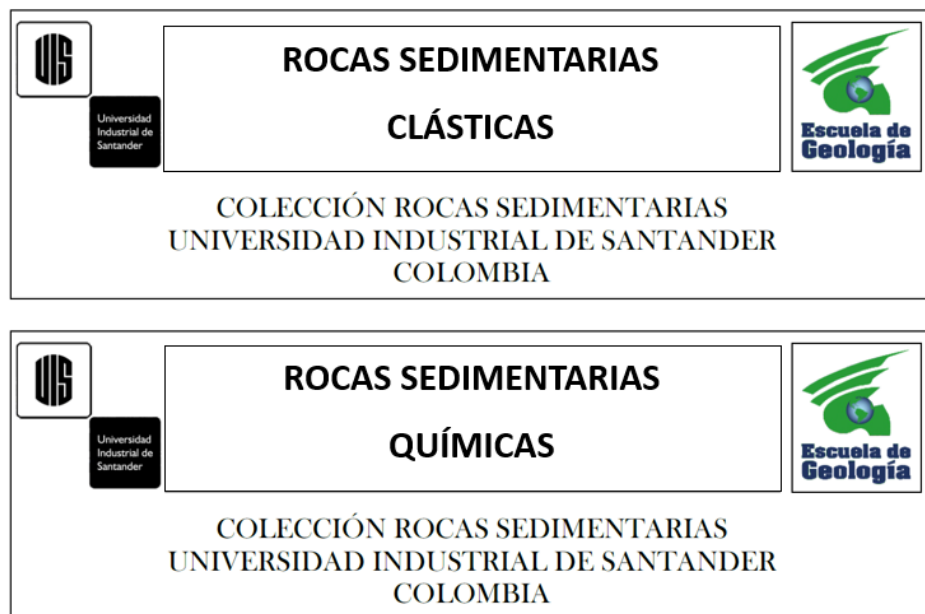 UIS
Universidad
Industrial de
Santander
ROCAS SEDIMENTARIAS
CLÁSTICAS
Escuela de
Geología
COLECCIÓN ROCAS SEDIMENTARIAS
UNIVERSIDAD INDUSTRIAL DE SANTANDER
COLOMBIA
UIS
Universidad
Industrial de
Santander
ROCAS SEDIMENTARIAS
QUÍMICAS
Escuela de
Geología
COLECCIÓN ROCAS SEDIMENTARIAS
UNIVERSIDAD INDUSTRIAL DE SANTANDER
COLOMBIA